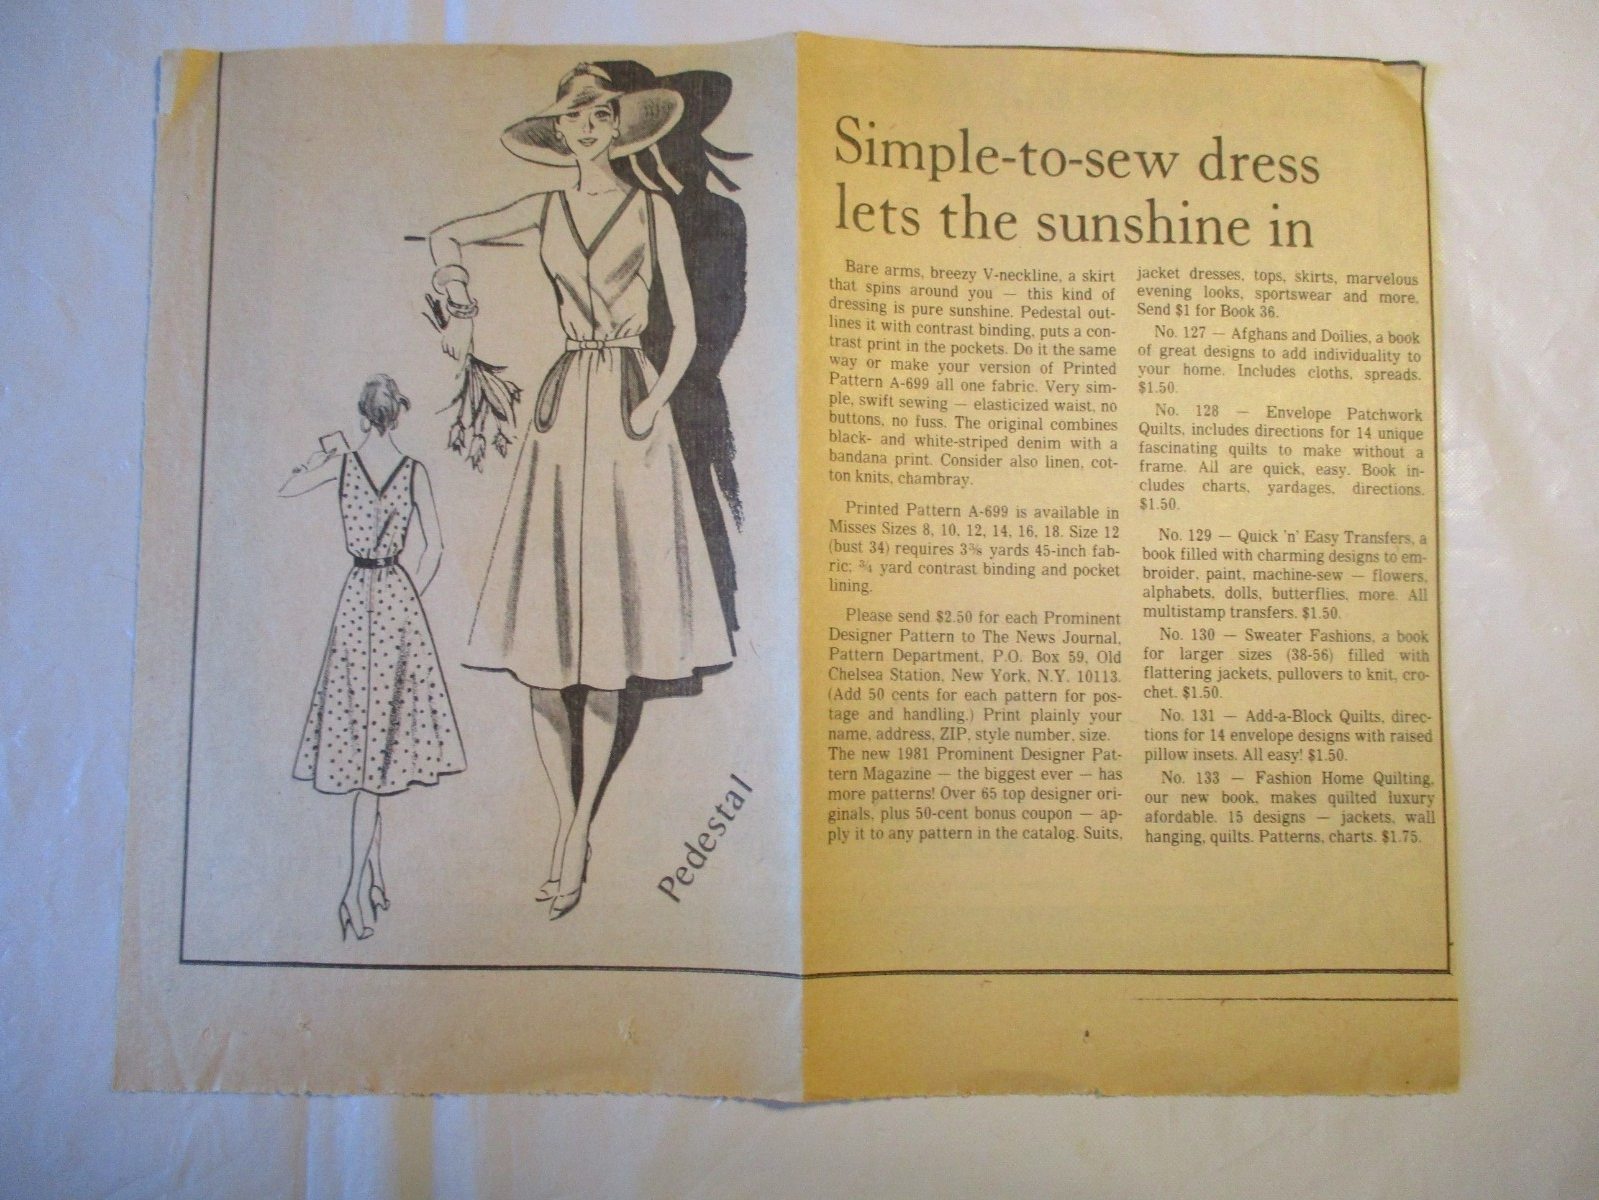 Pedestal
Simple-to-sew dress
lets the sunshine in
Bare arms, breezy V-neckline, a skirt
that spins around you — this kind of
dressing is pure sunshine. Pedestal out-
lines it with contrast binding, puts a con-
trast print in the pockets. Do it the same
way or make your version of Printed
Pattern A-699 all one fabric. Very sim-
ple, swift sewing — elasticized waist, no
buttons, no fuss. The original combines
black- and white-striped denim with a
bandana print. Consider also linen, cot-
ton knits, chambray.
Printed Pattern A-699 is available in
Misses Sizes 8, 10, 12, 14, 16, 18. Size 12
(bust 34) requires 3⅜ yards 45-inch fab-
ric; ¾ yard contrast binding and pocket
lining.
Please send $2.50 for each Prominent
Designer Pattern to The News Journal,
Pattern Department, P.O. Box 59, Old
Chelsea Station, New York, N.Y. 10113.
(Add 50 cents for each pattern for pos-
tage and handling.) Print plainly your
name, address, ZIP, style number, size.
The new 1981 Prominent Designer Pat-
tern Magazine — the biggest ever — has
more patterns! Over 65 top designer ori-
ginals, plus 50-cent bonus coupon — ap-
ply it to any pattern in the catalog. Suits,
jacket dresses, tops, skirts, marvelous
evening looks, sportswear and more.
Send $1 for Book 36.
No. 127 — Afghans and Doilies, a book
of great designs to add individuality to
your home. Includes cloths, spreads.
$1.50.
No. 128 — Envelope Patchwork
Quilts, includes directions for 14 unique
fascinating quilts to make without a
frame. All are quick, easy. Book in-
cludes charts, yardages, directions.
$1.50.
No. 129 — Quick 'n' Easy Transfers, a
book filled with charming designs to em-
broider, paint, machine-sew — flowers,
alphabets, dolls, butterflies, more. All
multistamp transfers. $1.50.
No. 130 — Sweater Fashions, a book
for larger sizes (38-56) filled with
flattering jackets, pullovers to knit, cro-
chet. $1.50.
No. 131 — Add-a-Block Quilts, direc-
tions for 14 envelope designs with raised
pillow insets. All easy! $1.50.
No. 133 — Fashion Home Quilting,
our new book, makes quilted luxury
afordable. 15 designs — jackets, wall
hanging, quilts. Patterns, charts. $1.75.